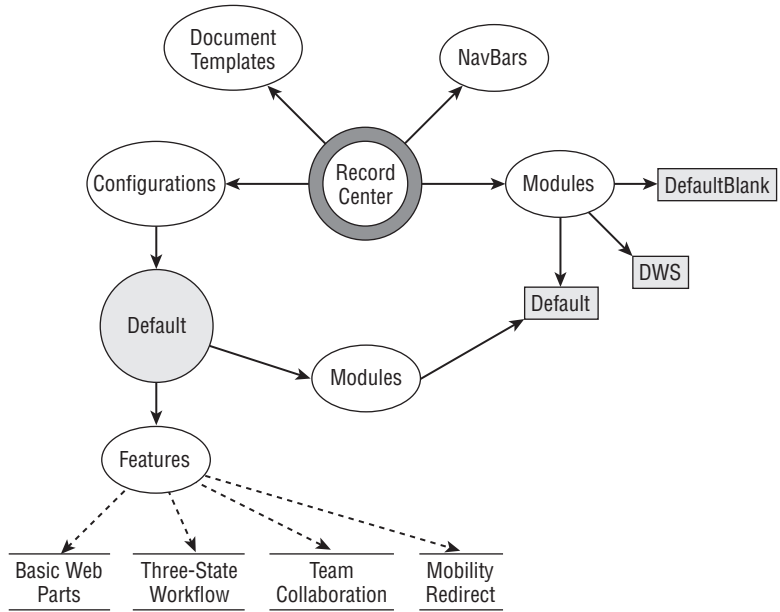 Document
Templates
NavBars
Configurations
Record
Center
Modules
DefaultBlank
DWS
Default
Default
Modules
Features
Basic Web
Parts
Three-State
Workflow
Team
Collaboration
Mobility
Redirect